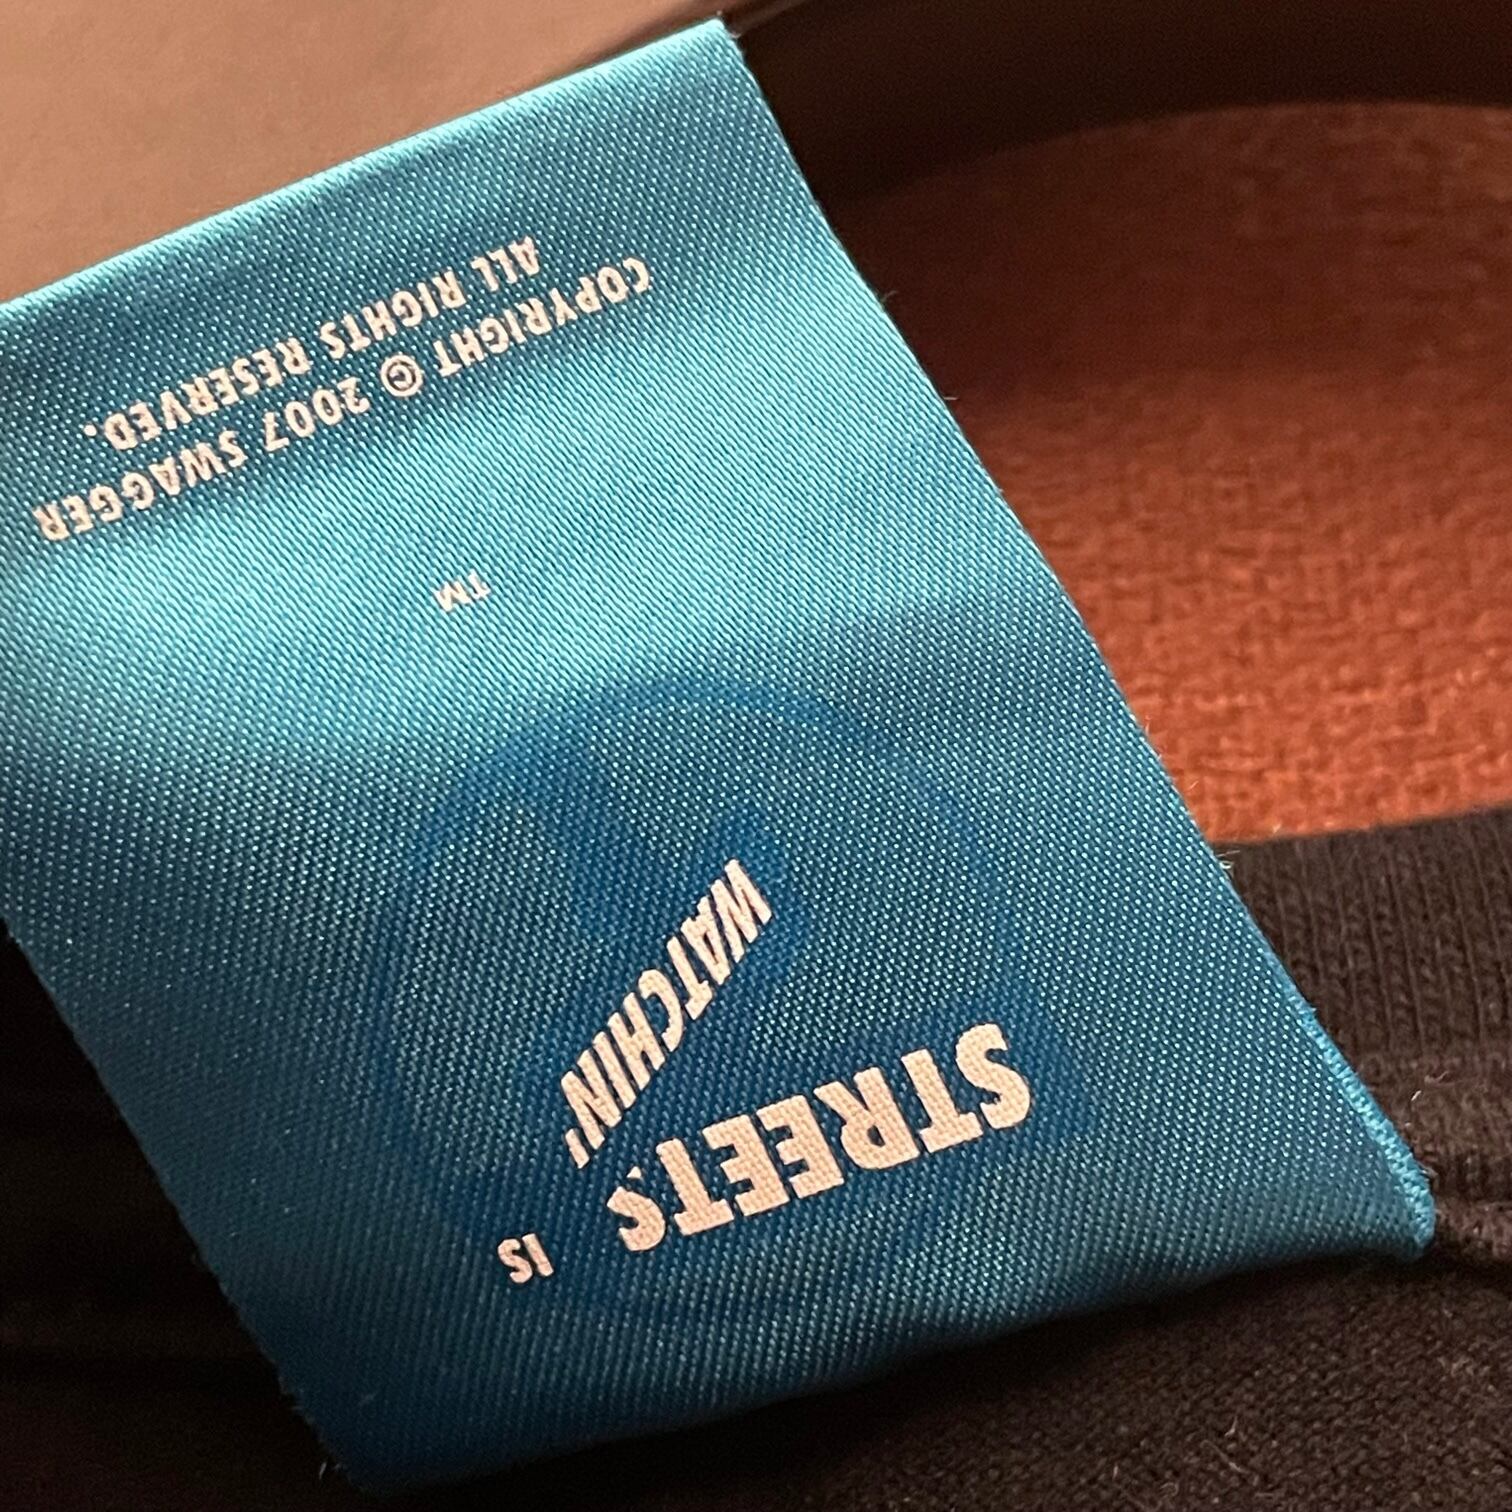 STREETS IS
WATCHIN'
TM
COPYRIGHT © 2007 SWAGGER
ALL RIGHTS RESERVED.